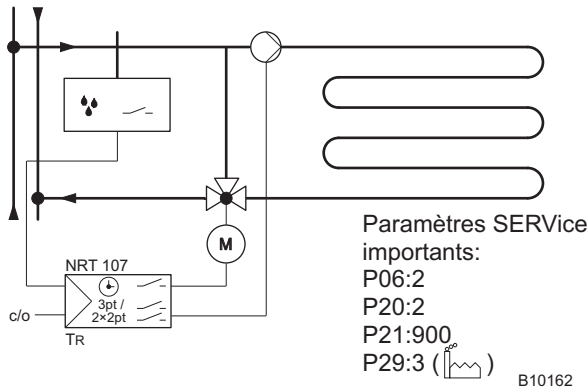 M
NRT 107
3pt /
2×2pt
c/o
TR
Paramètres SERVice
importants:
P06:2
P20:2
P21:900
P29:3 ( )
B10162